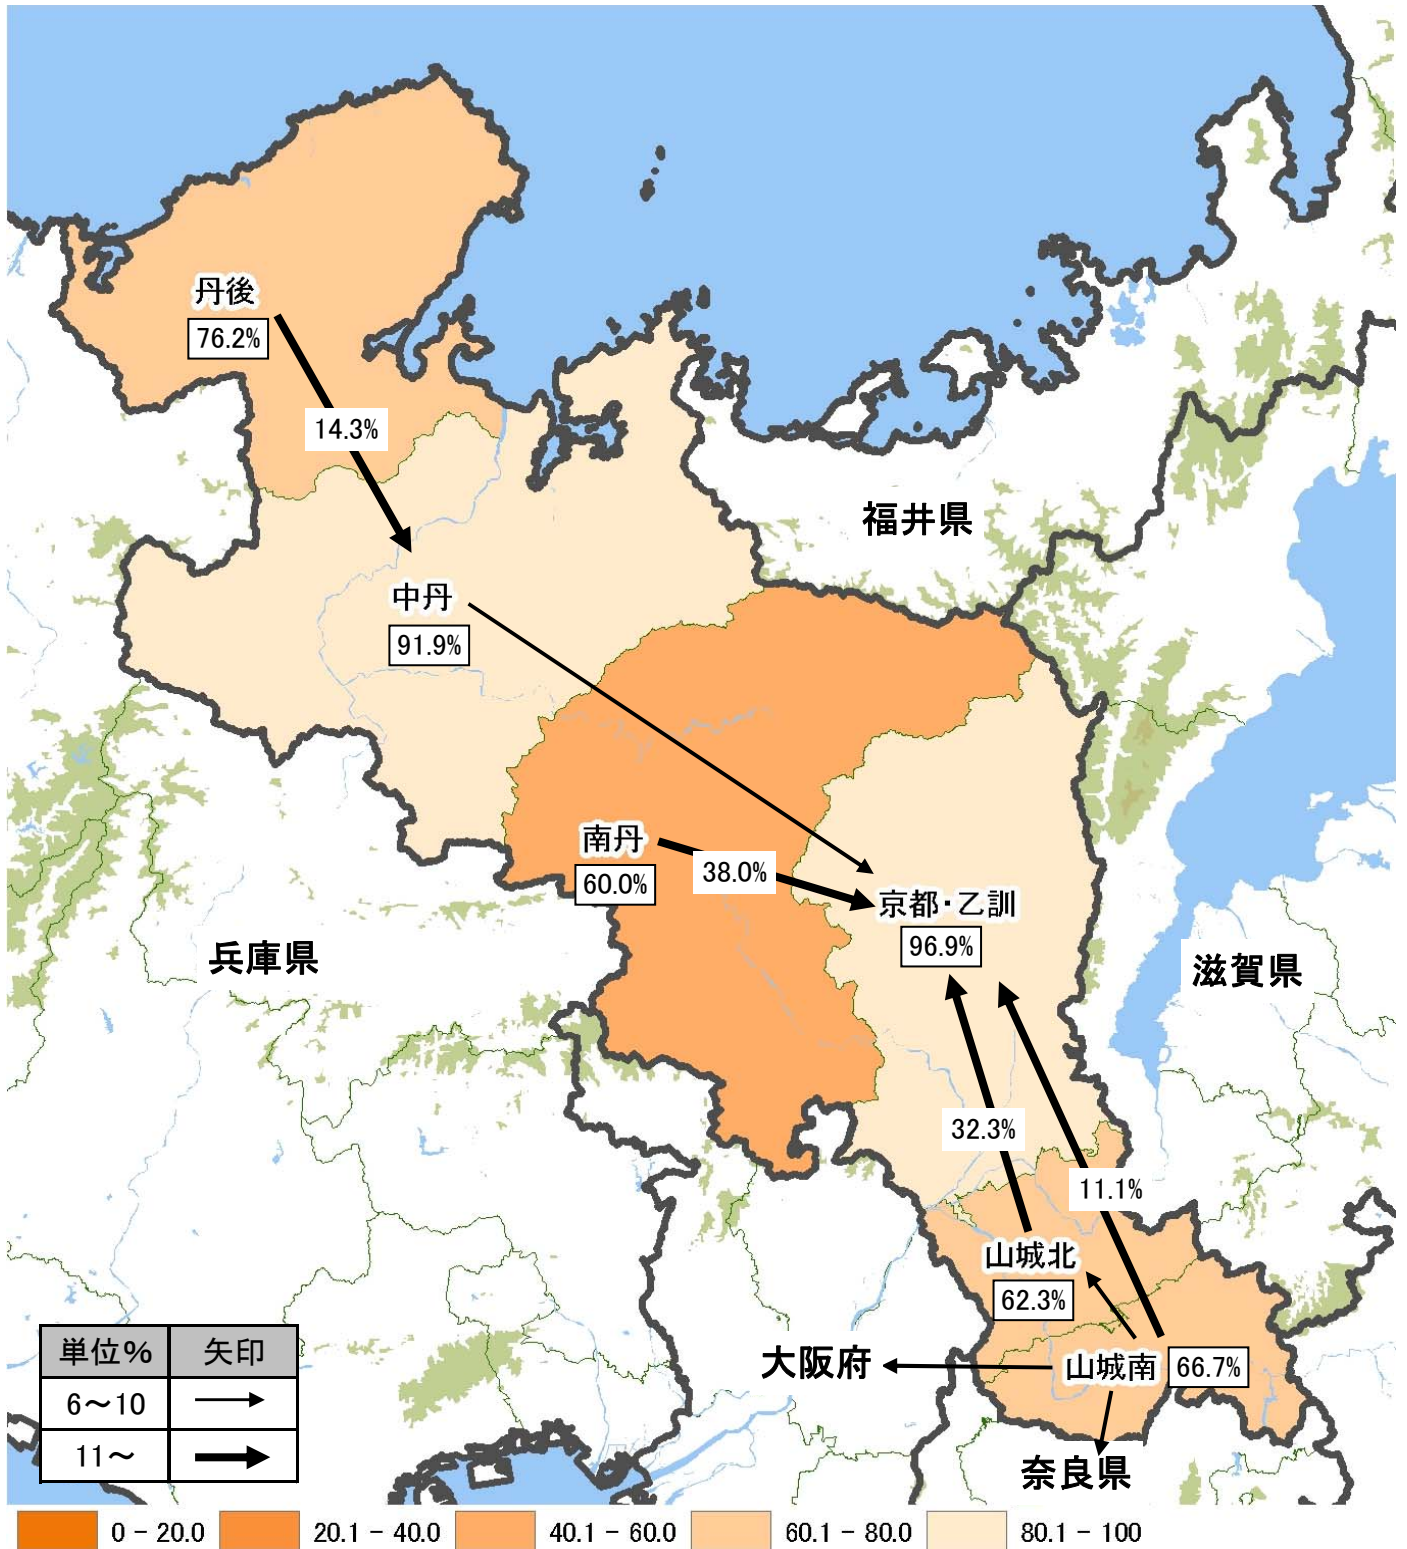 丹後
76.2%
14.3%
福井県
中丹
91.9%
南丹
60.0%
38.0%
京都・乙訓
96.9%
兵庫県
滋賀県
32.3%
11.1%
山城北
62.3%
大阪府
山城南
66.7%
奈良県
単位% 矢印
6～10
11～
0 - 20.0 20.1 - 40.0 40.1 - 60.0 60.1 - 80.0 80.1 - 100